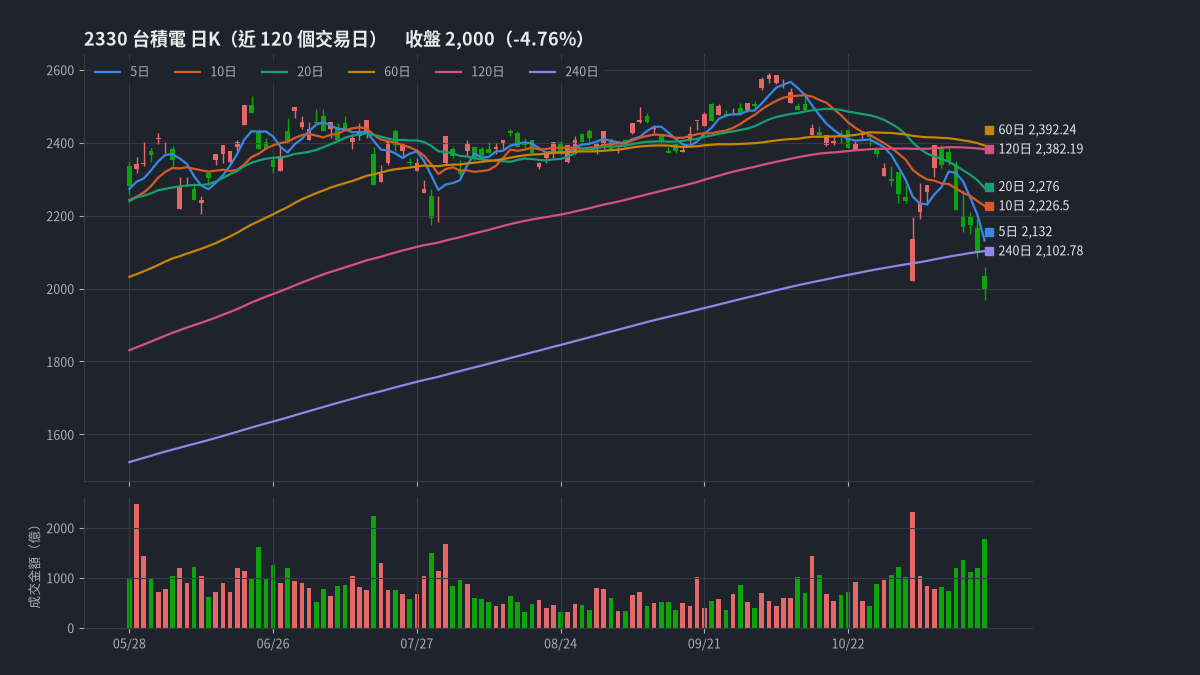 2330 台積電 日K（近 120 個交易日） 收盤 2,000（-4.76%）
5日 10日 20日 60日 120日 240日
2600
2400
2200
2000
1800
1600
60日 2,392.24
120日 2,382.19
20日 2,276
10日 2,226.5
5日 2,132
240日 2,102.78
成交金額（億）
2000
1000
0
05/28 06/26 07/27 08/24 09/21 10/22